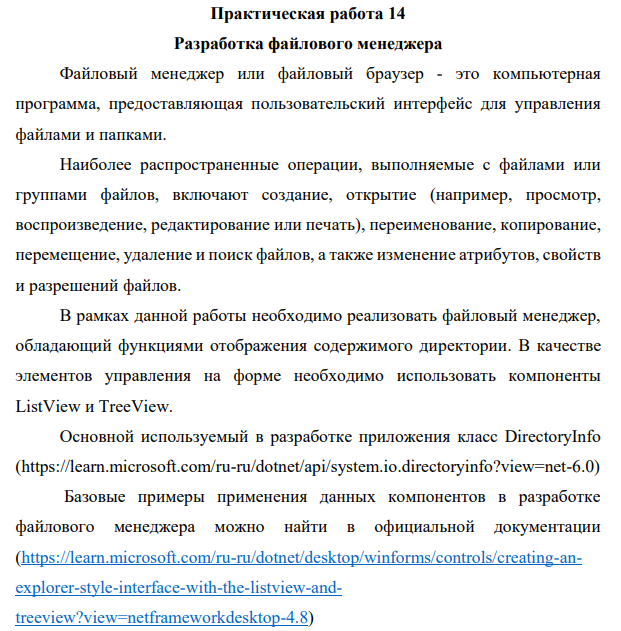 Практическая работа 14
Разработка файлового менеджера
Файловый менеджер или файловый браузер - это компьютерная
программа, предоставляющая пользовательский интерфейс для управления
файлами и папками.
Наиболее распространенные операции, выполняемые с файлами или
группами файлов, включают создание, открытие (например, просмотр,
воспроизведение, редактирование или печать), переименование, копирование,
перемещение, удаление и поиск файлов, а также изменение атрибутов, свойств
и разрешений файлов.
В рамках данной работы необходимо реализовать файловый менеджер,
обладающий функциями отображения содержимого директории. В качестве
элементов управления на форме необходимо использовать компоненты
ListView и TreeView.
Основной используемый в разработке приложения класс DirectoryInfo
(https://learn.microsoft.com/ru-ru/dotnet/api/system.io.directoryinfo?view=net-6.0)
Базовые примеры применения данных компонентов в разработке
файлового менеджера можно найти в официальной документации
(https://learn.microsoft.com/ru-ru/dotnet/desktop/winforms/controls/creating-an-
explorer-style-interface-with-the-listview-and-
treeview?view=netframeworkdesktop-4.8)